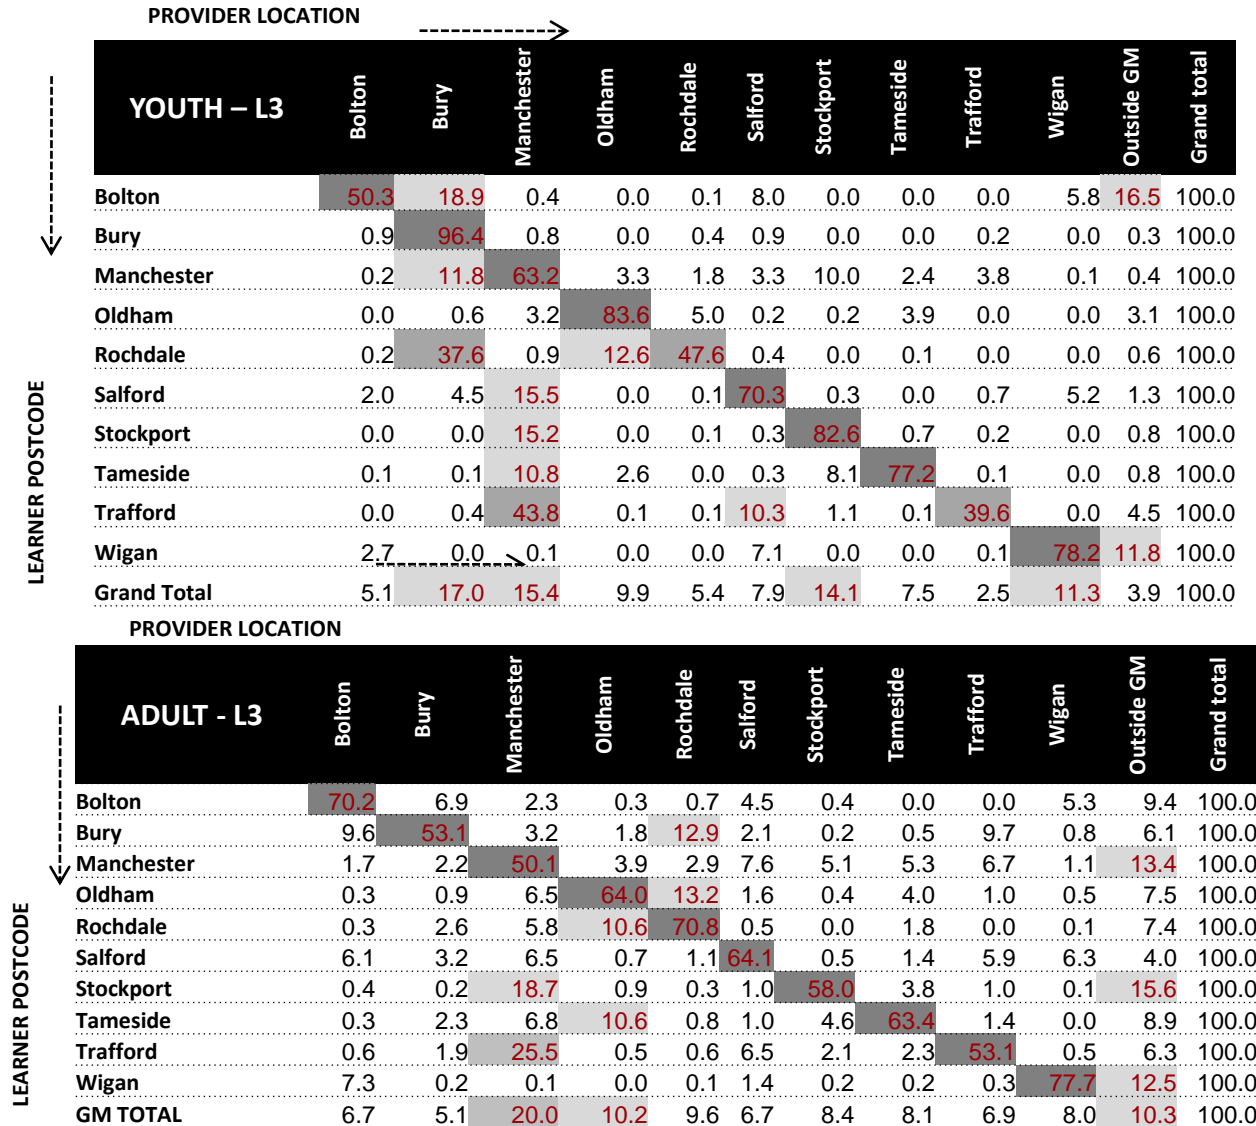 PROVIDER LOCATION
YOUTH – L3 Bolton Bury Manchester Oldham Rochdale Salford Stockport Tameside Trafford Wigan Outside GM Grand total
Bolton 50.3 18.9 0.4 0.0 0.1 8.0 0.0 0.0 0.0 5.8 16.5 100.0
Bury 0.9 96.4 0.8 0.0 0.4 0.9 0.0 0.0 0.2 0.0 0.3 100.0
Manchester 0.2 11.8 63.2 3.3 1.8 3.3 10.0 2.4 3.8 0.1 0.4 100.0
Oldham 0.0 0.6 3.2 83.6 5.0 0.2 0.2 3.9 0.0 0.0 3.1 100.0
Rochdale 0.2 37.6 0.9 12.6 47.6 0.4 0.0 0.1 0.0 0.0 0.6 100.0
Salford 2.0 4.5 15.5 0.0 0.1 70.3 0.3 0.0 0.7 5.2 1.3 100.0
Stockport 0.0 0.0 15.2 0.0 0.1 0.3 82.6 0.7 0.2 0.0 0.8 100.0
Tameside 0.1 0.1 10.8 2.6 0.0 0.3 8.1 77.2 0.1 0.0 0.8 100.0
Trafford 0.0 0.4 43.8 0.1 0.1 10.3 1.1 0.1 39.6 0.0 4.5 100.0
Wigan 2.7 0.0 0.1 0.0 0.0 7.1 0.0 0.0 0.1 78.2 11.8 100.0
Grand Total 5.1 17.0 15.4 9.9 5.4 7.9 14.1 7.5 2.5 11.3 3.9 100.0
LEARNER POSTCODE
PROVIDER LOCATION
ADULT - L3 Bolton Bury Manchester Oldham Rochdale Salford Stockport Tameside Trafford Wigan Outside GM Grand total
Bolton 70.2 6.9 2.3 0.3 0.7 4.5 0.4 0.0 0.0 5.3 9.4 100.0
Bury 9.6 53.1 3.2 1.8 12.9 2.1 0.2 0.5 9.7 0.8 6.1 100.0
Manchester 1.7 2.2 50.1 3.9 2.9 7.6 5.1 5.3 6.7 1.1 13.4 100.0
Oldham 0.3 0.9 6.5 64.0 13.2 1.6 0.4 4.0 1.0 0.5 7.5 100.0
Rochdale 0.3 2.6 5.8 10.6 70.8 0.5 0.0 1.8 0.0 0.1 7.4 100.0
Salford 6.1 3.2 6.5 0.7 1.1 64.1 0.5 1.4 5.9 6.3 4.0 100.0
Stockport 0.4 0.2 18.7 0.9 0.3 1.0 58.0 3.8 1.0 0.1 15.6 100.0
Tameside 0.3 2.3 6.8 10.6 0.8 1.0 4.6 63.4 1.4 0.0 8.9 100.0
Trafford 0.6 1.9 25.5 0.5 0.6 6.5 2.1 2.3 53.1 0.5 6.3 100.0
Wigan 7.3 0.2 0.1 0.0 0.1 1.4 0.2 0.2 0.3 77.7 12.5 100.0
GM TOTAL 6.7 5.1 20.0 10.2 9.6 6.7 8.4 8.1 6.9 8.0 10.3 100.0
LEARNER POSTCODE